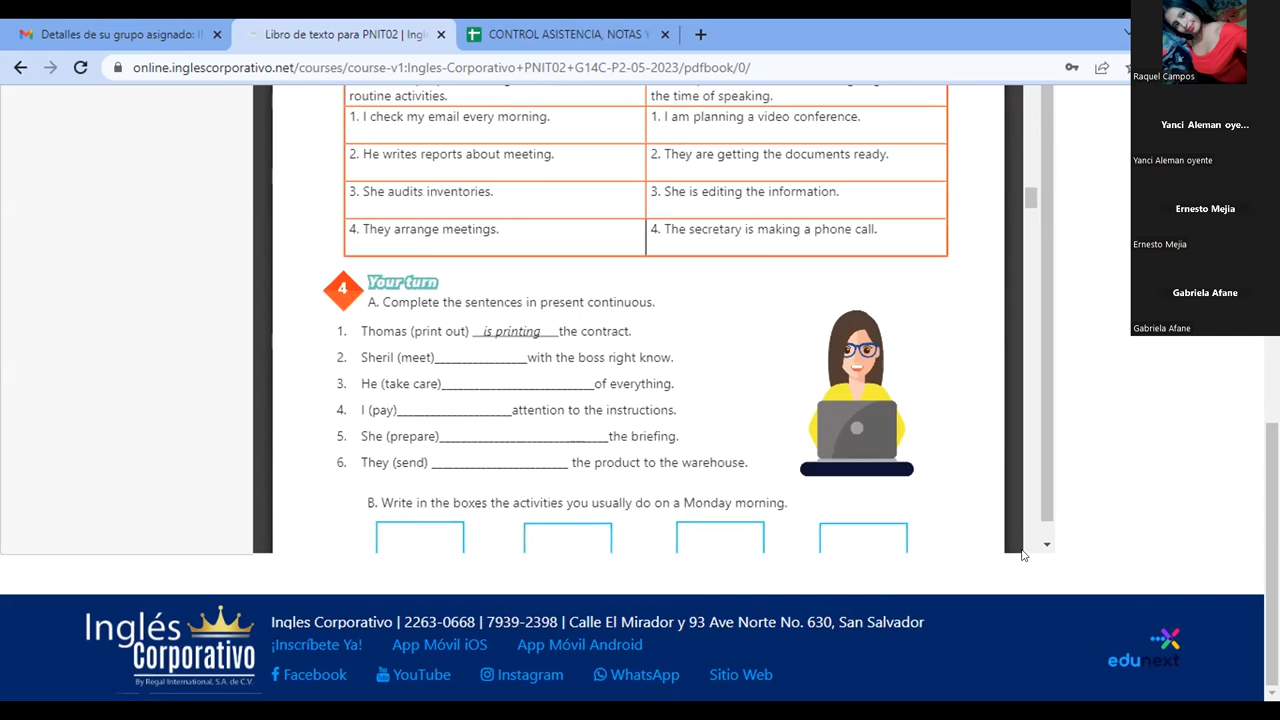 Detalles de su grupo asignado: I
Libro de texto para PNIT02 | Ingl
CONTROL ASISTENCIA, NOTAS Y
online.inglescorporativo.net/courses/course-v1:Ingles-Corporativo+PNIT02+G14C-P2-05-2023/pdfbook/0/
routine activities.
the time of speaking.
1. I check my email every morning.
1. I am planning a video conference.
2. He writes reports about meeting.
2. They are getting the documents ready.
3. She audits inventories.
3. She is editing the information.
4. They arrange meetings.
4. The secretary is making a phone call.
4
Your turn
A. Complete the sentences in present continuous.
1. Thomas (print out) __is printing___the contract.
2. Sheril (meet)________________with the boss right know.
3. He (take care)___________________________of everything.
4. I (pay)____________________attention to the instructions.
5. She (prepare)______________________________the briefing.
6. They (send) ________________________ the product to the warehouse.
B. Write in the boxes the activities you usually do on a Monday morning.
Raquel Campos
Yanci Aleman oye...
Yanci Aleman oyente
Ernesto Mejia
Ernesto Mejia
Gabriela Afane
Gabriela Afane
Inglés
Corporativo
By Regal International, S.A. de C.V.
Ingles Corporativo | 2263-0668 | 7939-2398 | Calle El Mirador y 93 Ave Norte No. 630, San Salvador
¡Inscríbete Ya!
App Móvil iOS
App Móvil Android
Facebook
YouTube
Instagram
WhatsApp
Sitio Web
edunext